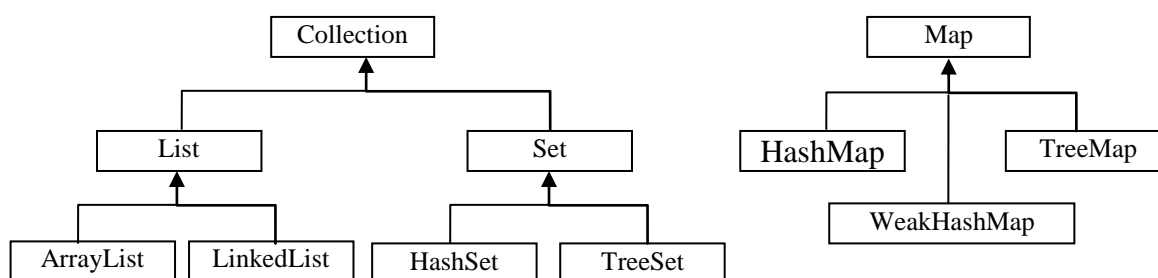 Collection
Map
List
Set
HashMap
TreeMap
WeakHashMap
ArrayList
LinkedList
HashSet
TreeSet